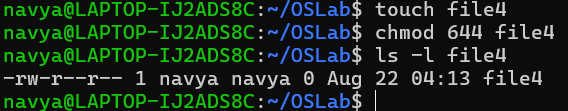 navya@LAPTOP-IJ2ADS8C:~/OSLab$ touch file4
navya@LAPTOP-IJ2ADS8C:~/OSLab$ chmod 644 file4
navya@LAPTOP-IJ2ADS8C:~/OSLab$ ls -l file4
-rw-r--r-- 1 navya navya 0 Aug 22 04:13 file4
navya@LAPTOP-IJ2ADS8C:~/OSLab$